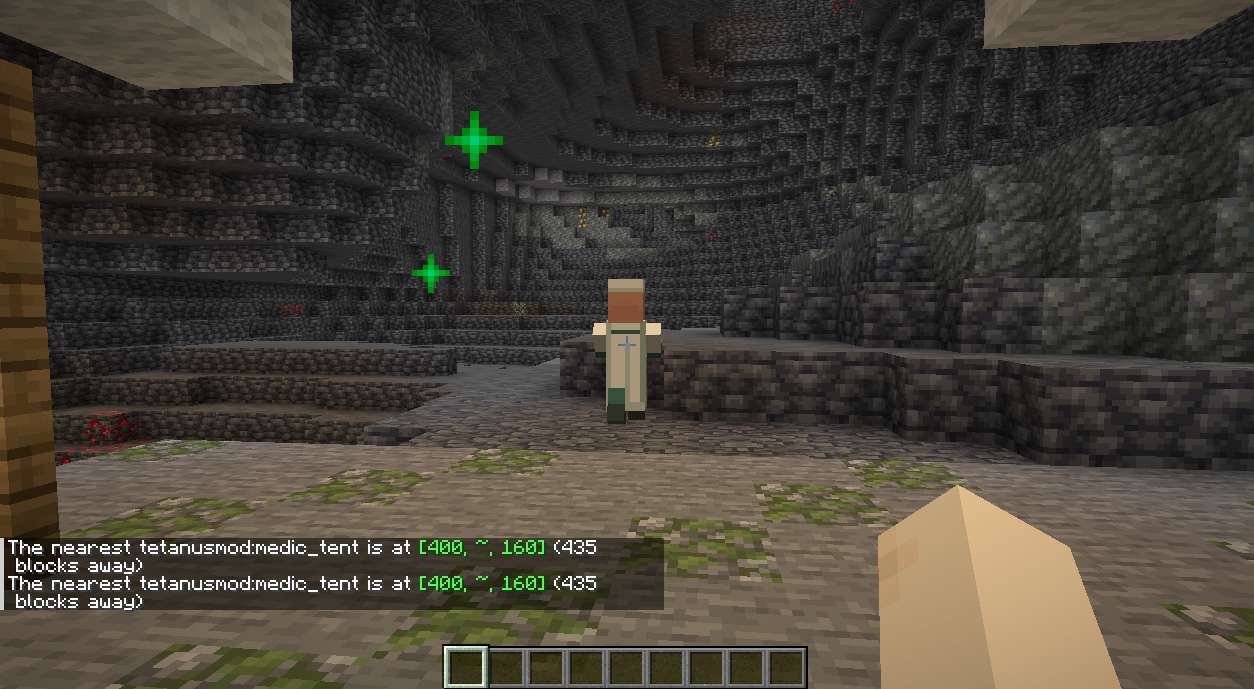 The nearest tetanusmod:medic_tent is at [400, ~, 160] (435
blocks away)
The nearest tetanusmod:medic_tent is at [400, ~, 160] (435
blocks away)